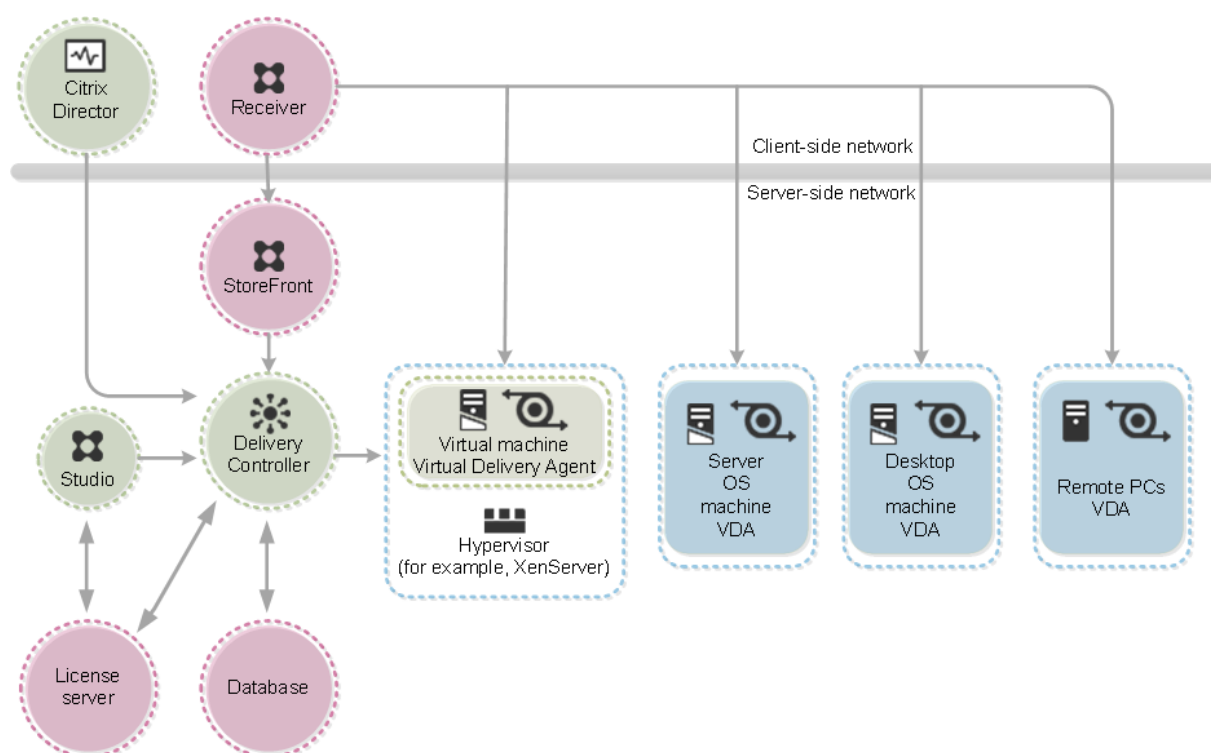 Citrix
Director
Receiver
Client-side network
Server-side network
StoreFront
Delivery
Controller
Studio
Virtual machine
Virtual Delivery Agent
Hypervisor
(for example, XenServer)
Server
OS
machine
VDA
Desktop
OS
machine
VDA
Remote PCs
VDA
License
server
Database